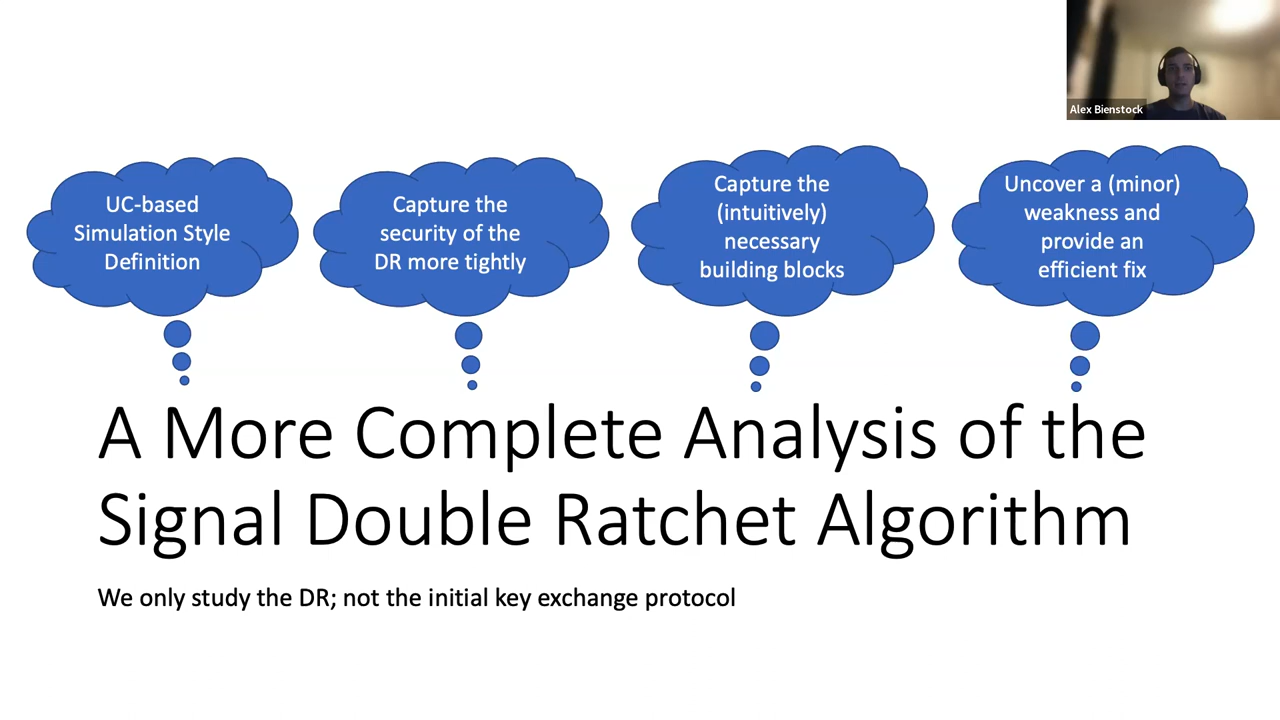 Alex Bienstock
UC-based
Simulation Style
Definition
Capture the
security of the
DR more tightly
Capture the
(intuitively)
necessary
building blocks
Uncover a (minor)
weakness and
provide an
efficient fix
A More Complete Analysis of the
Signal Double Ratchet Algorithm
We only study the DR; not the initial key exchange protocol